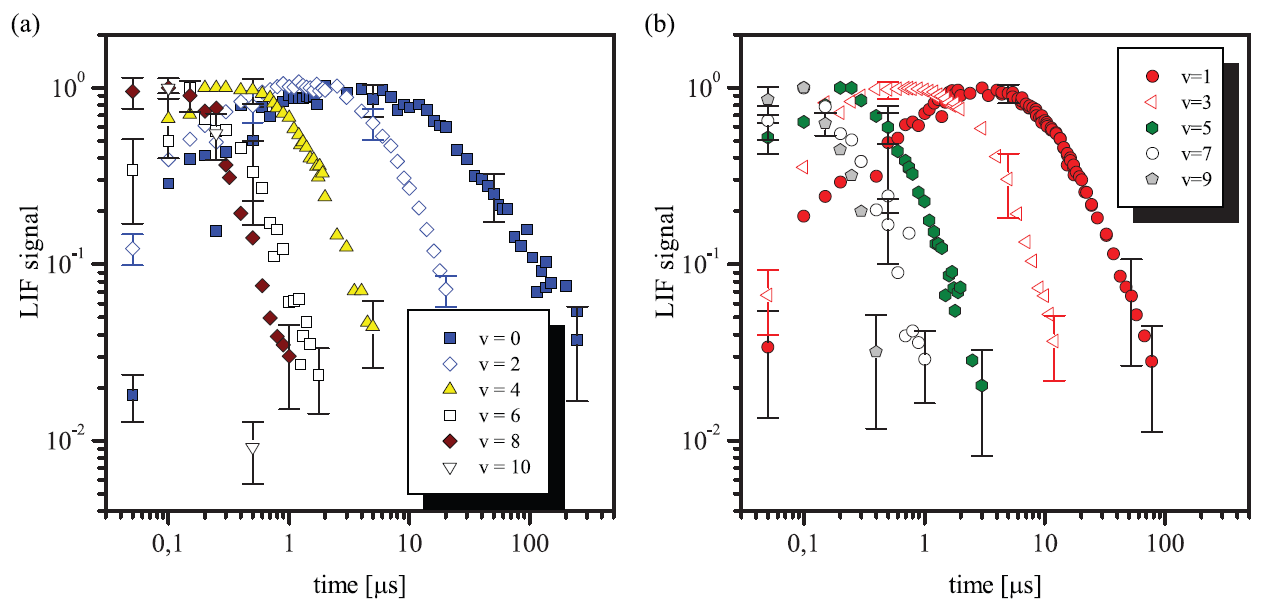 (a)
LIF signal
10⁰
10⁻¹
10⁻²
0,1
1
10
100
time [μs]
v = 0
v = 2
v = 4
v = 6
v = 8
v = 10
(b)
LIF signal
10⁰
10⁻¹
10⁻²
0,1
1
10
100
time [μs]
v=1
v=3
v=5
v=7
v=9